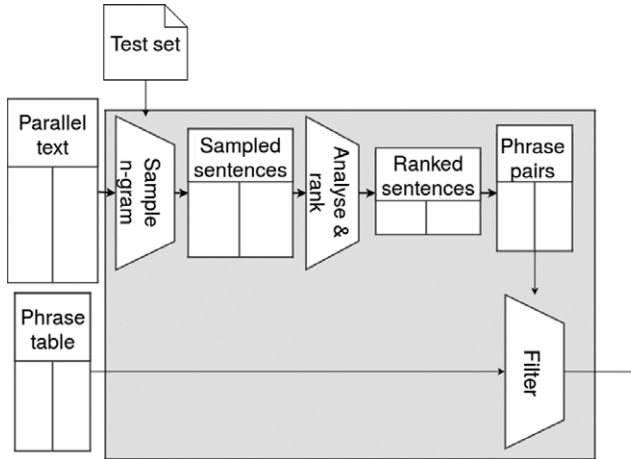 Test set
Parallel
text
Sample
n-gram
Sampled
sentences
Analyse &
rank
Ranked
sentences
Phrase
pairs
Phrase
table
Filter